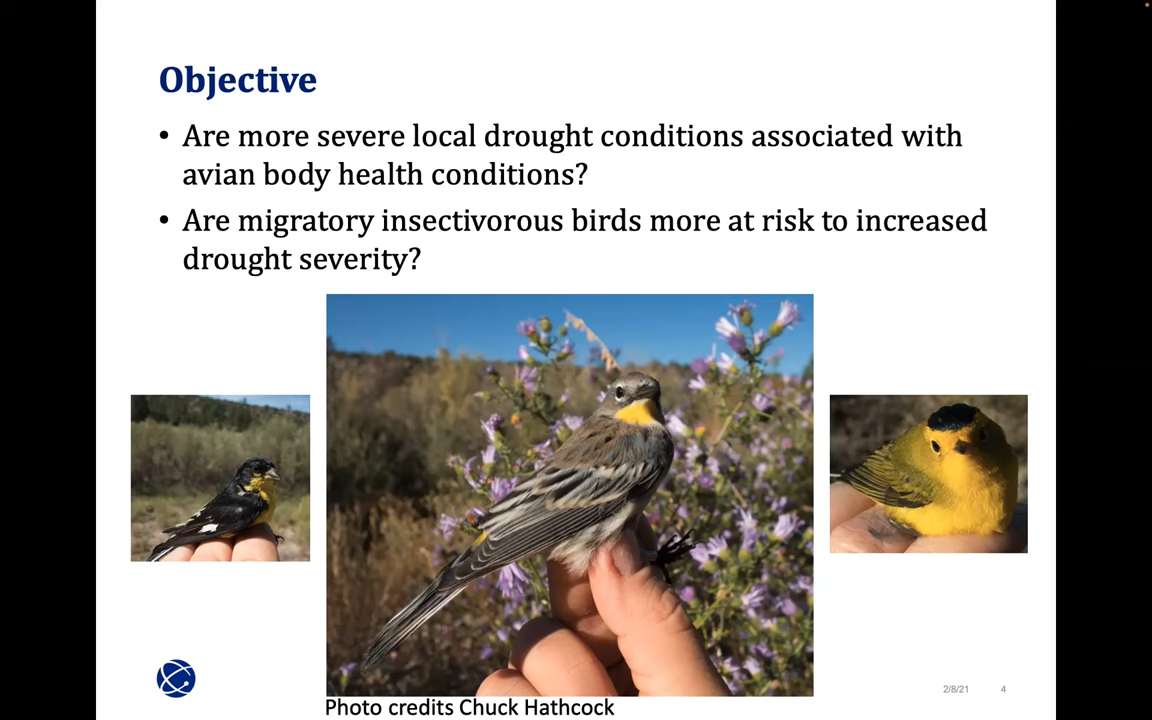 Objective
• Are more severe local drought conditions associated with
avian body health conditions?
• Are migratory insectivorous birds more at risk to increased
drought severity?
Photo credits Chuck Hathcock
2/8/21 4